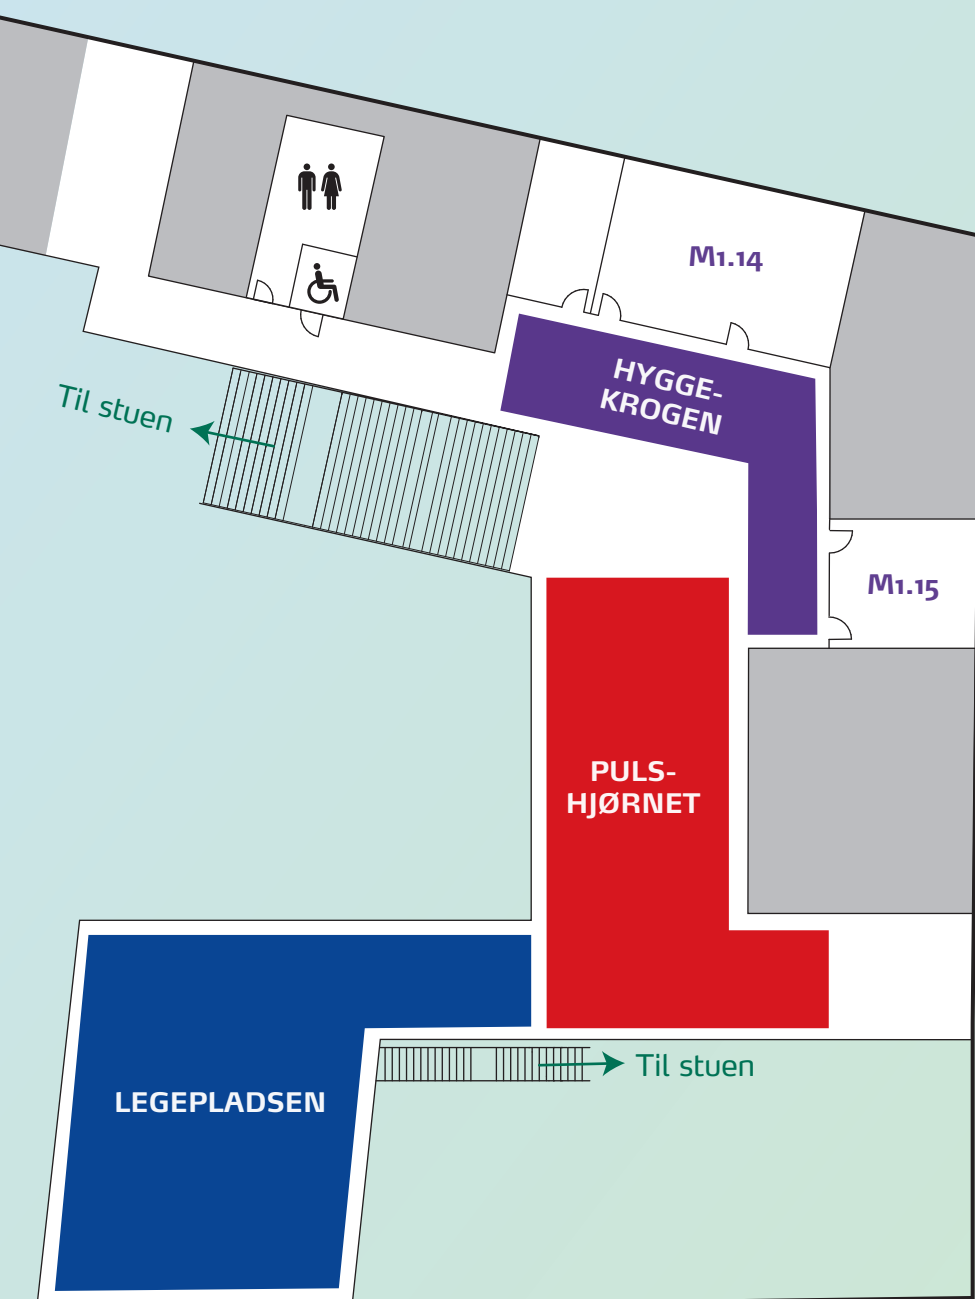 M1.14
HYGGE-
KROGEN
Til stuen
M1.15
PULS-
HJØRNET
Til stuen
LEGEPLADSEN